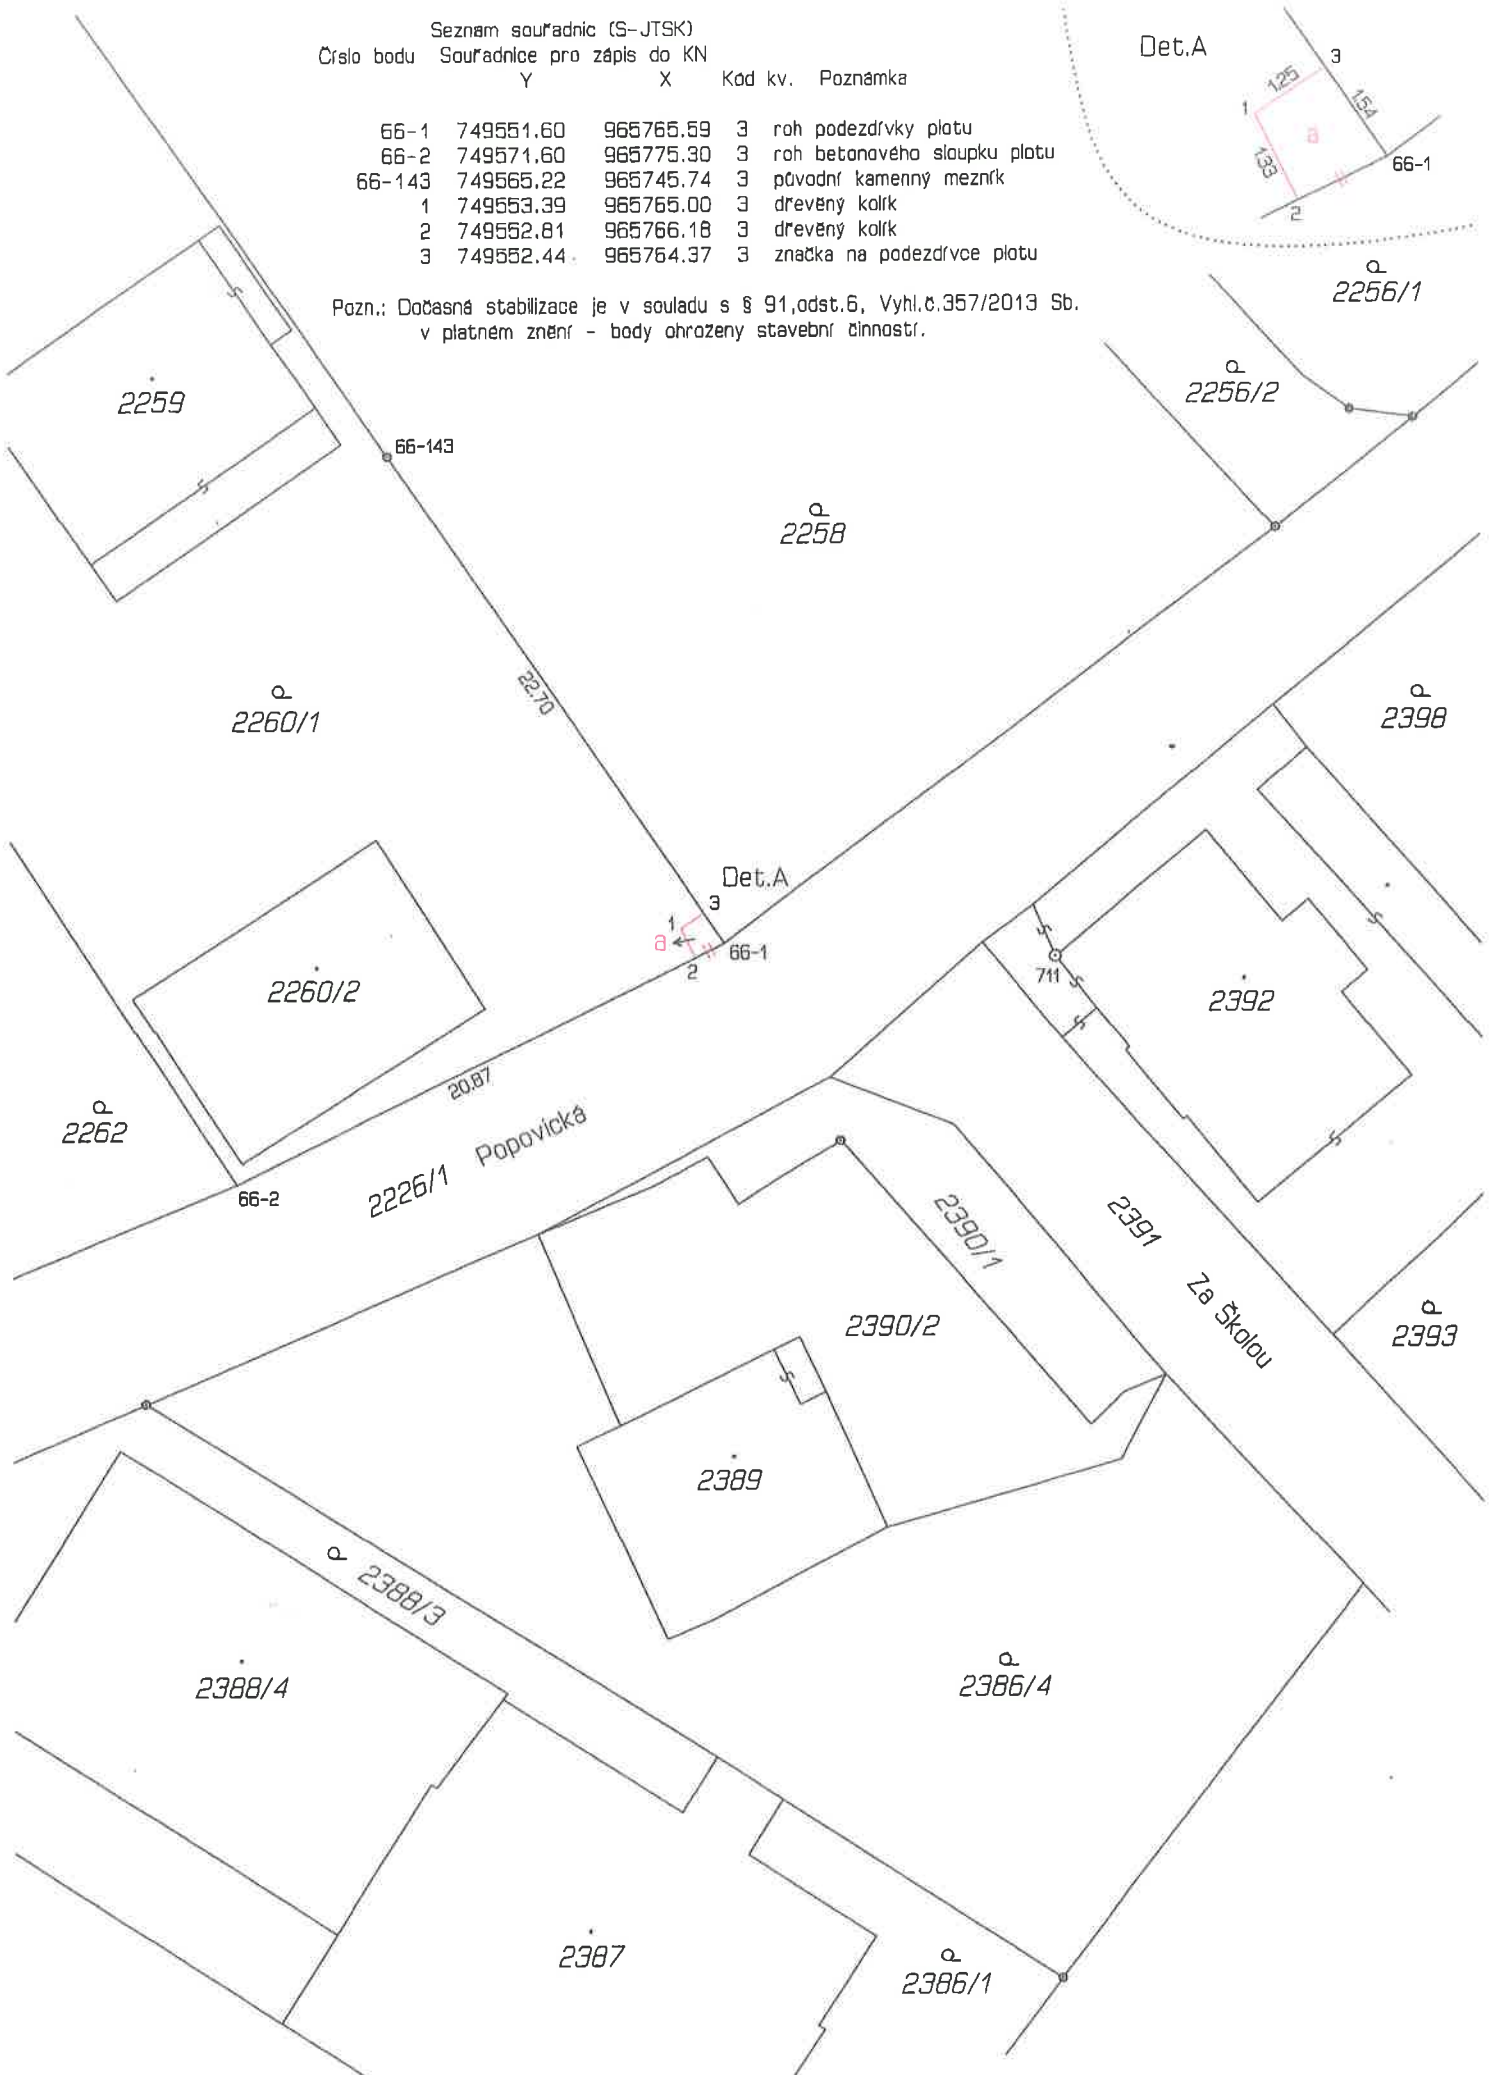 Seznam souřadnic (S-JTSK)
Číslo bodu Souřadnice pro zápis do KN
Y X Kód kv. Poznámka
66-1 749551.60 965765.59 3 roh podezdívky plotu
66-2 749571.60 965775.30 3 roh betonového sloupku plotu
66-143 749565.22 965745.74 3 původní kamenný mezník
1 749553.39 965765.00 3 dřevěný kolík
2 749552.81 965766.18 3 dřevěný kolík
3 749552.44 965764.37 3 značka na podezdívce plotu
Pozn.: Dočasná stabilizace je v souladu s § 91,odst.6, Vyhl.č.357/2013 Sb.
v platném znění - body ohroženy stavební činností.
Det.A
3
1.25
1
1.54
a
1.33
66-1
2
2256/1
2256/2
2259
66-143
2258
22.70
2260/1
2398
Det.A
3
1
a
66-1
2
711
2260/2
2392
20.87
2262
Popovická
2226/1
66-2
2390/1
2391
Za Školou
2390/2
2393
2389
2388/3
2388/4
2386/4
2387
2386/1